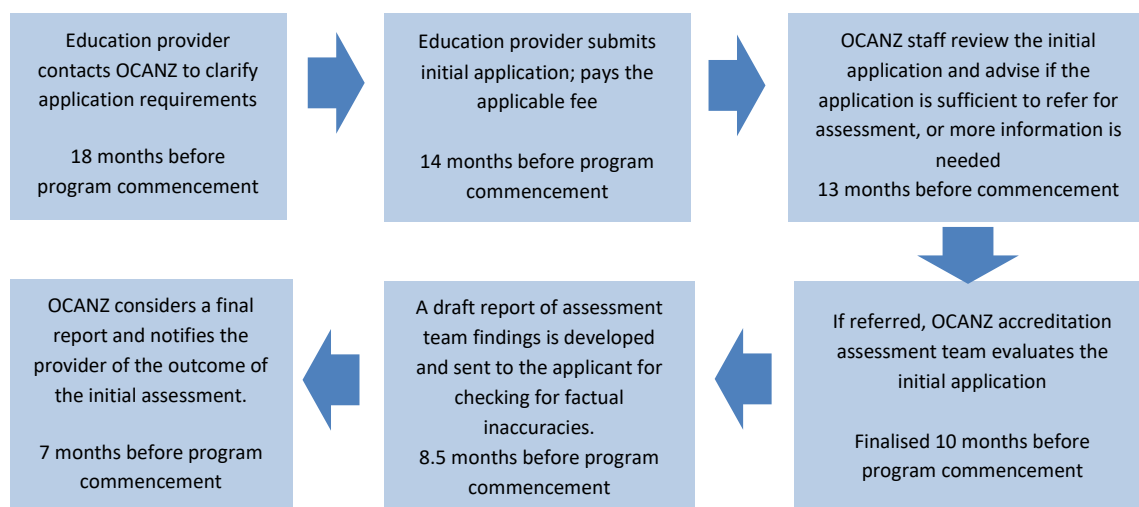 Education provider
contacts OCANZ to clarify
application requirements
18 months before
program commencement
Education provider submits
initial application; pays the
applicable fee
14 months before program
commencement
OCANZ staff review the initial
application and advise if the
application is sufficient to refer for
assessment, or more information is
needed
13 months before commencement
If referred, OCANZ accreditation
assessment team evaluates the
initial application
Finalised 10 months before
program commencement
A draft report of assessment
team findings is developed
and sent to the applicant for
checking for factual
inaccuracies.
8.5 months before program
commencement
OCANZ considers a final
report and notifies the
provider of the outcome of
the initial assessment.
7 months before program
commencement